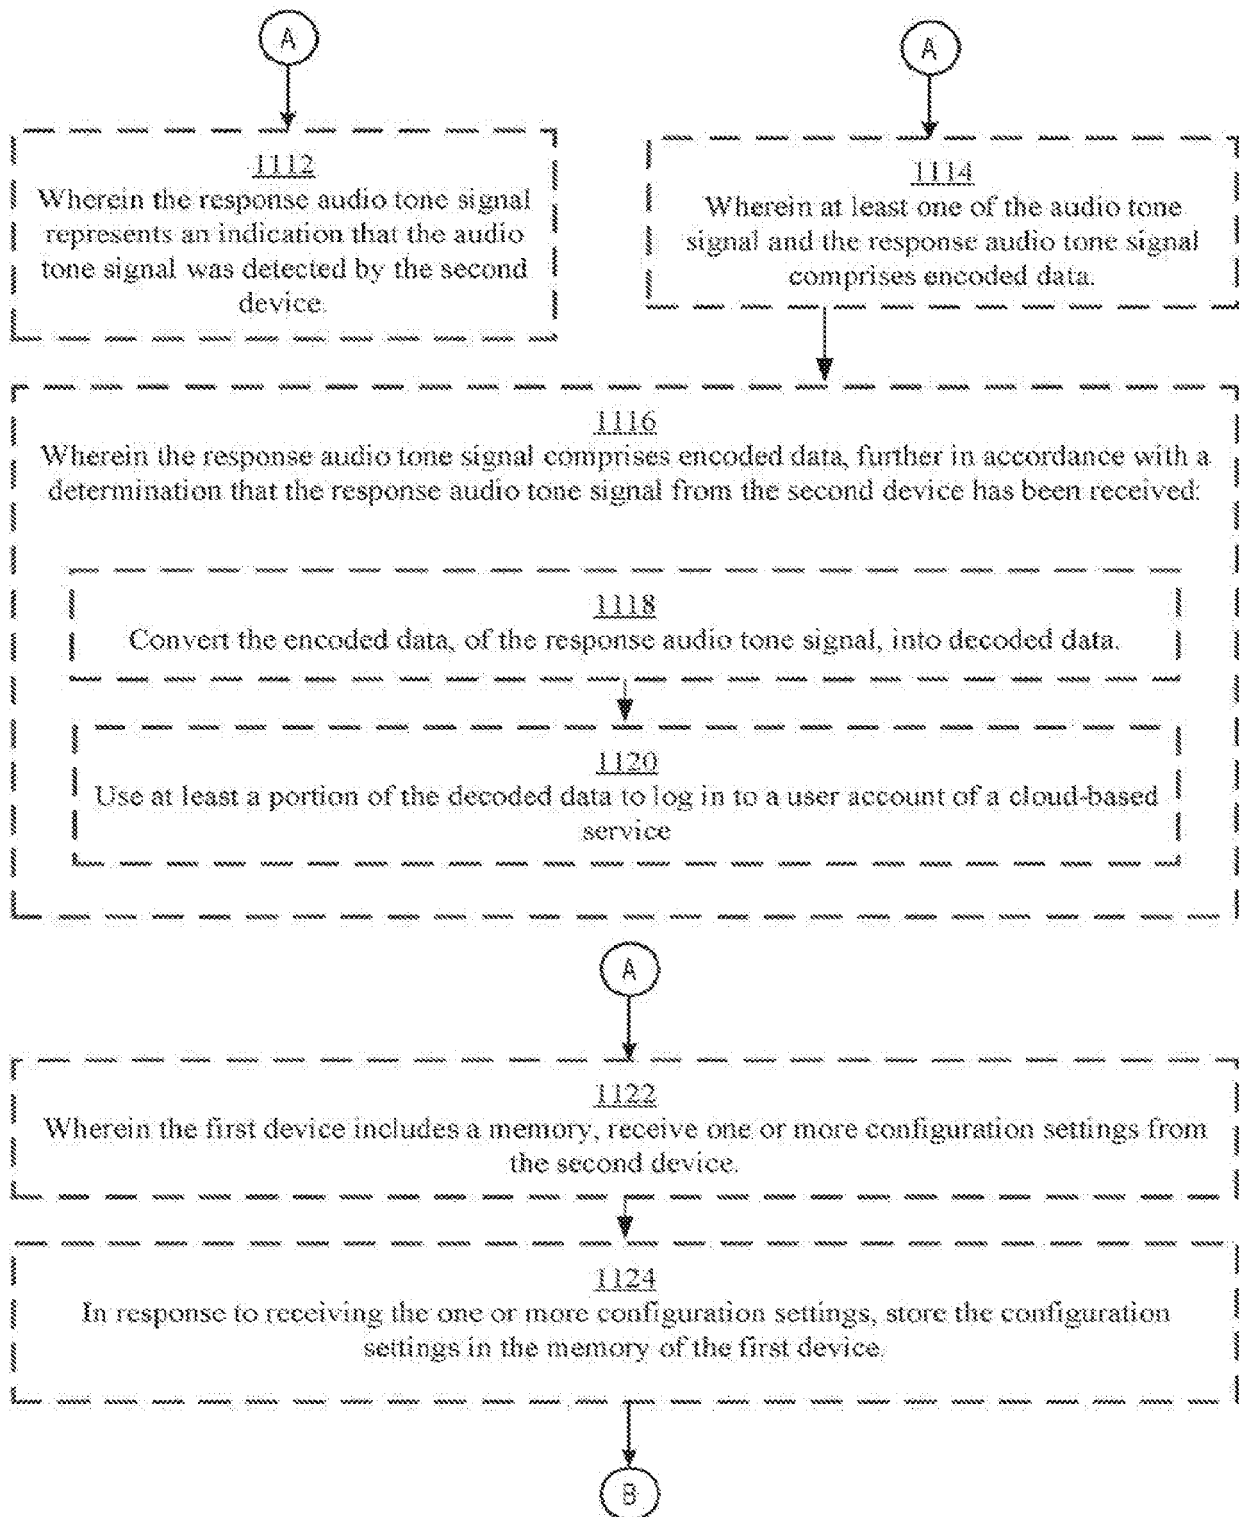 A
A
1112
Wherein the response audio tone signal
represents an indication that the audio
tone signal was detected by the second
device.
1114
Wherein at least one of the audio tone
signal and the response audio tone signal
comprises encoded data.
1116
Wherein the response audio tone signal comprises encoded data, further in accordance with a
determination that the response audio tone signal from the second device has been received:
1118
Convert the encoded data, of the response audio tone signal, into decoded data.
1120
Use at least a portion of the decoded data to log in to a user account of a cloud-based
service
A
1122
Wherein the first device includes a memory, receive one or more configuration settings from
the second device.
1124
In response to receiving the one or more configuration settings, store the configuration
settings in the memory of the first device.
B